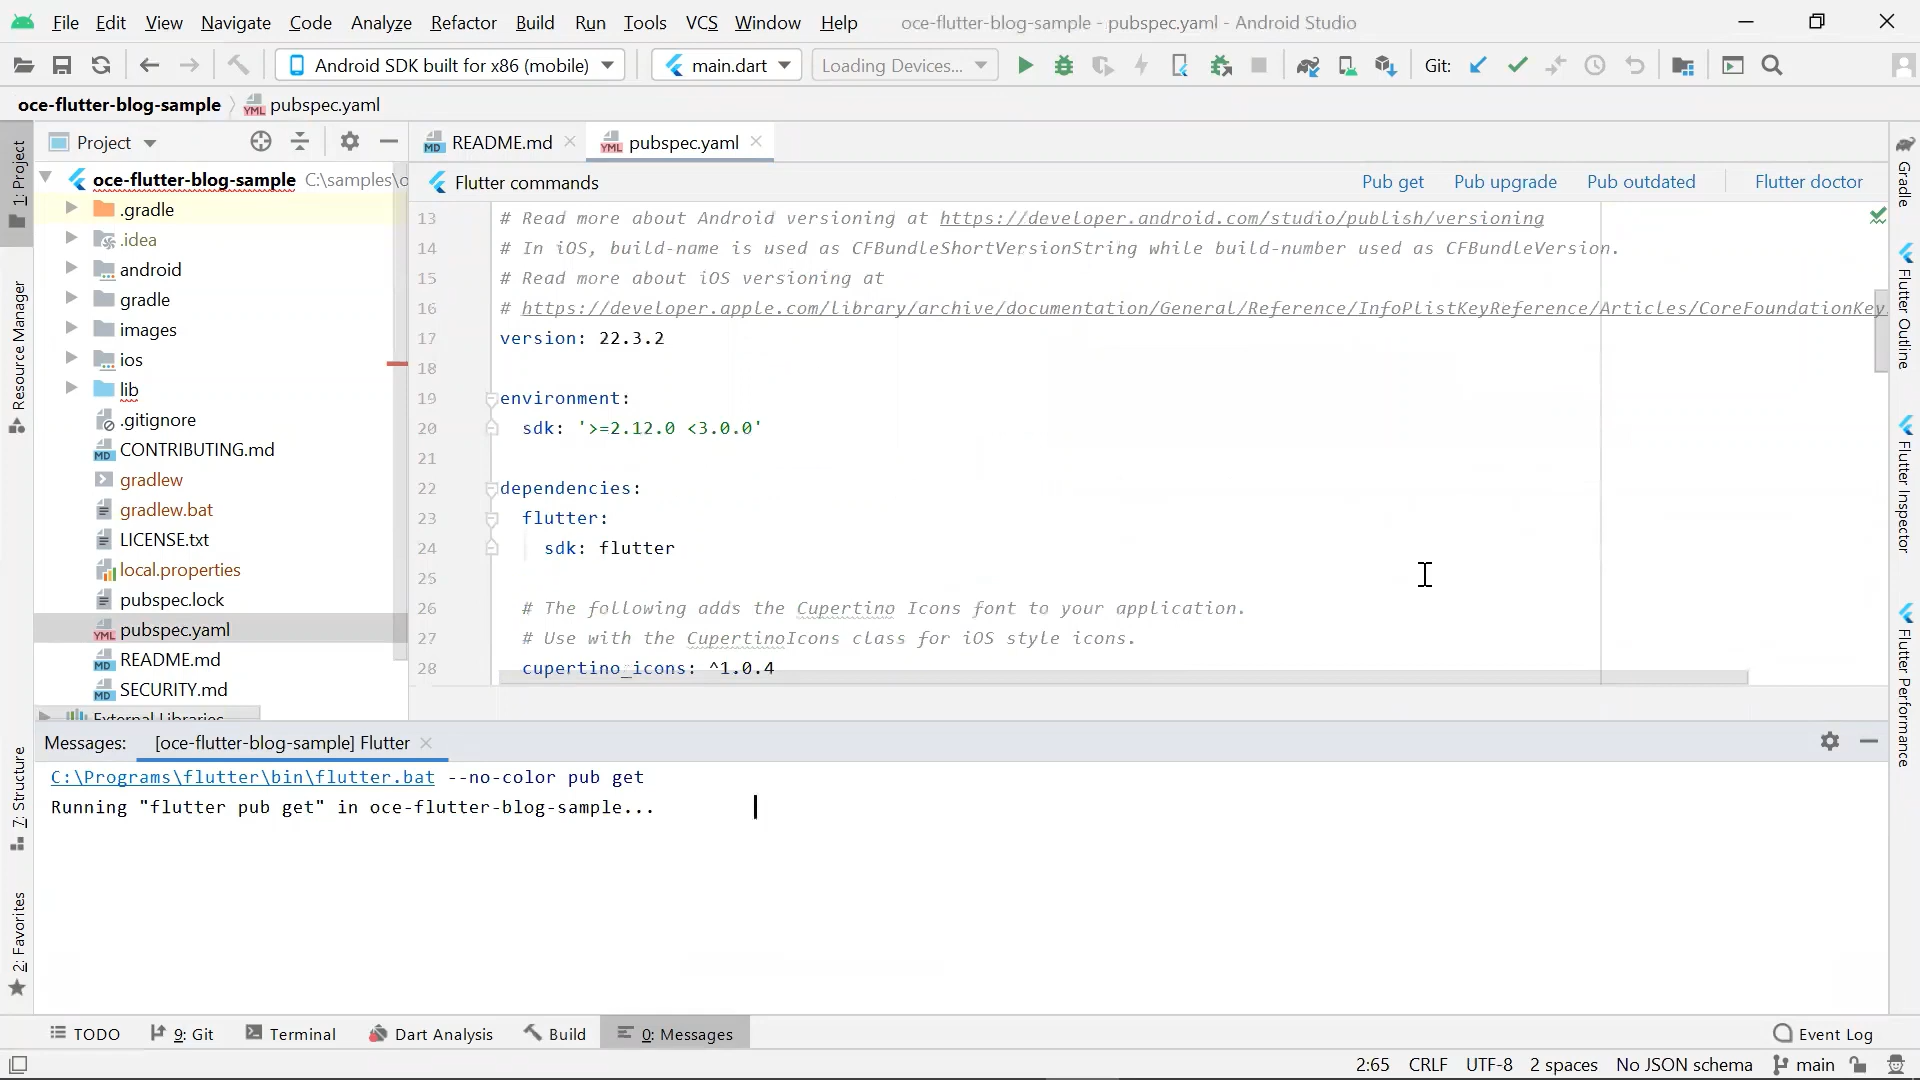 File Edit View Navigate Code Analyze Refactor Build Run Tools VCS Window Help oce-flutter-blog-sample - pubspec.yaml - Android Studio
Android SDK built for x86 (mobile) main.dart Loading Devices... Git:
oce-flutter-blog-sample pubspec.yaml
Project README.md pubspec.yaml
1: Project
Resource Manager
7: Structure
2: Favorites
oce-flutter-blog-sample C:\samples\o
.gradle
.idea
android
gradle
images
ios
lib
.gitignore
CONTRIBUTING.md
gradlew
gradlew.bat
LICENSE.txt
local.properties
pubspec.lock
pubspec.yaml
README.md
SECURITY.md
External Libraries
Flutter commands Pub get Pub upgrade Pub outdated Flutter doctor
13 # Read more about Android versioning at https://developer.android.com/studio/publish/versioning
14 # In iOS, build-name is used as CFBundleShortVersionString while build-number used as CFBundleVersion.
15 # Read more about iOS versioning at
16 # https://developer.apple.com/library/archive/documentation/General/Reference/InfoPlistKeyReference/Articles/CoreFoundationKey
17 version: 22.3.2
18
19 environment:
20 sdk: '>=2.12.0 <3.0.0'
21
22 dependencies:
23 flutter:
24 sdk: flutter
25
26 # The following adds the Cupertino Icons font to your application.
27 # Use with the CupertinoIcons class for iOS style icons.
28 cupertino_icons: ^1.0.4
Gradle
Flutter Outline
Flutter Inspector
Flutter Performance
Messages: [oce-flutter-blog-sample] Flutter
C:\Programs\flutter\bin\flutter.bat --no-color pub get
Running "flutter pub get" in oce-flutter-blog-sample...
TODO 9: Git Terminal Dart Analysis Build 0: Messages Event Log
2:65 CRLF UTF-8 2 spaces No JSON schema main